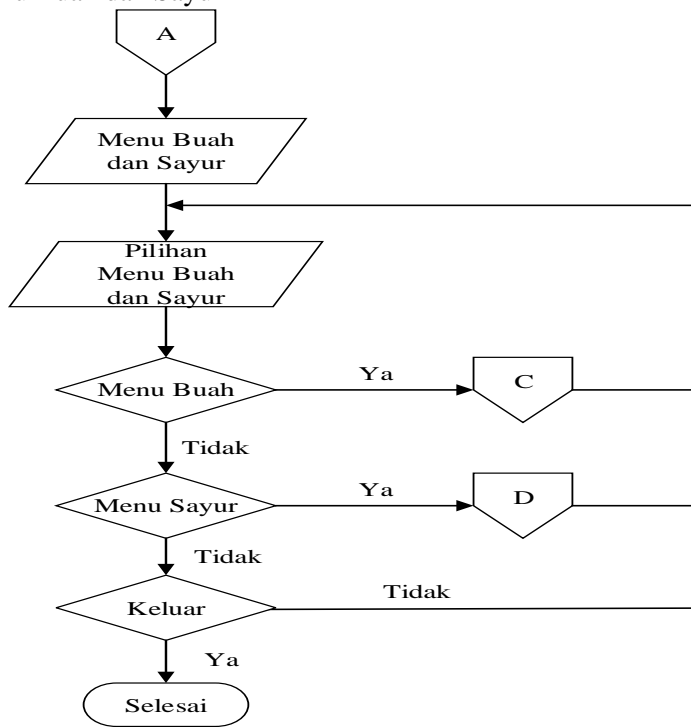 A
Menu Buah
dan Sayur
Pilihan
Menu Buah
dan Sayur
Menu Buah
Ya
C
Tidak
Menu Sayur
Ya
D
Tidak
Keluar
Tidak
Ya
Selesai